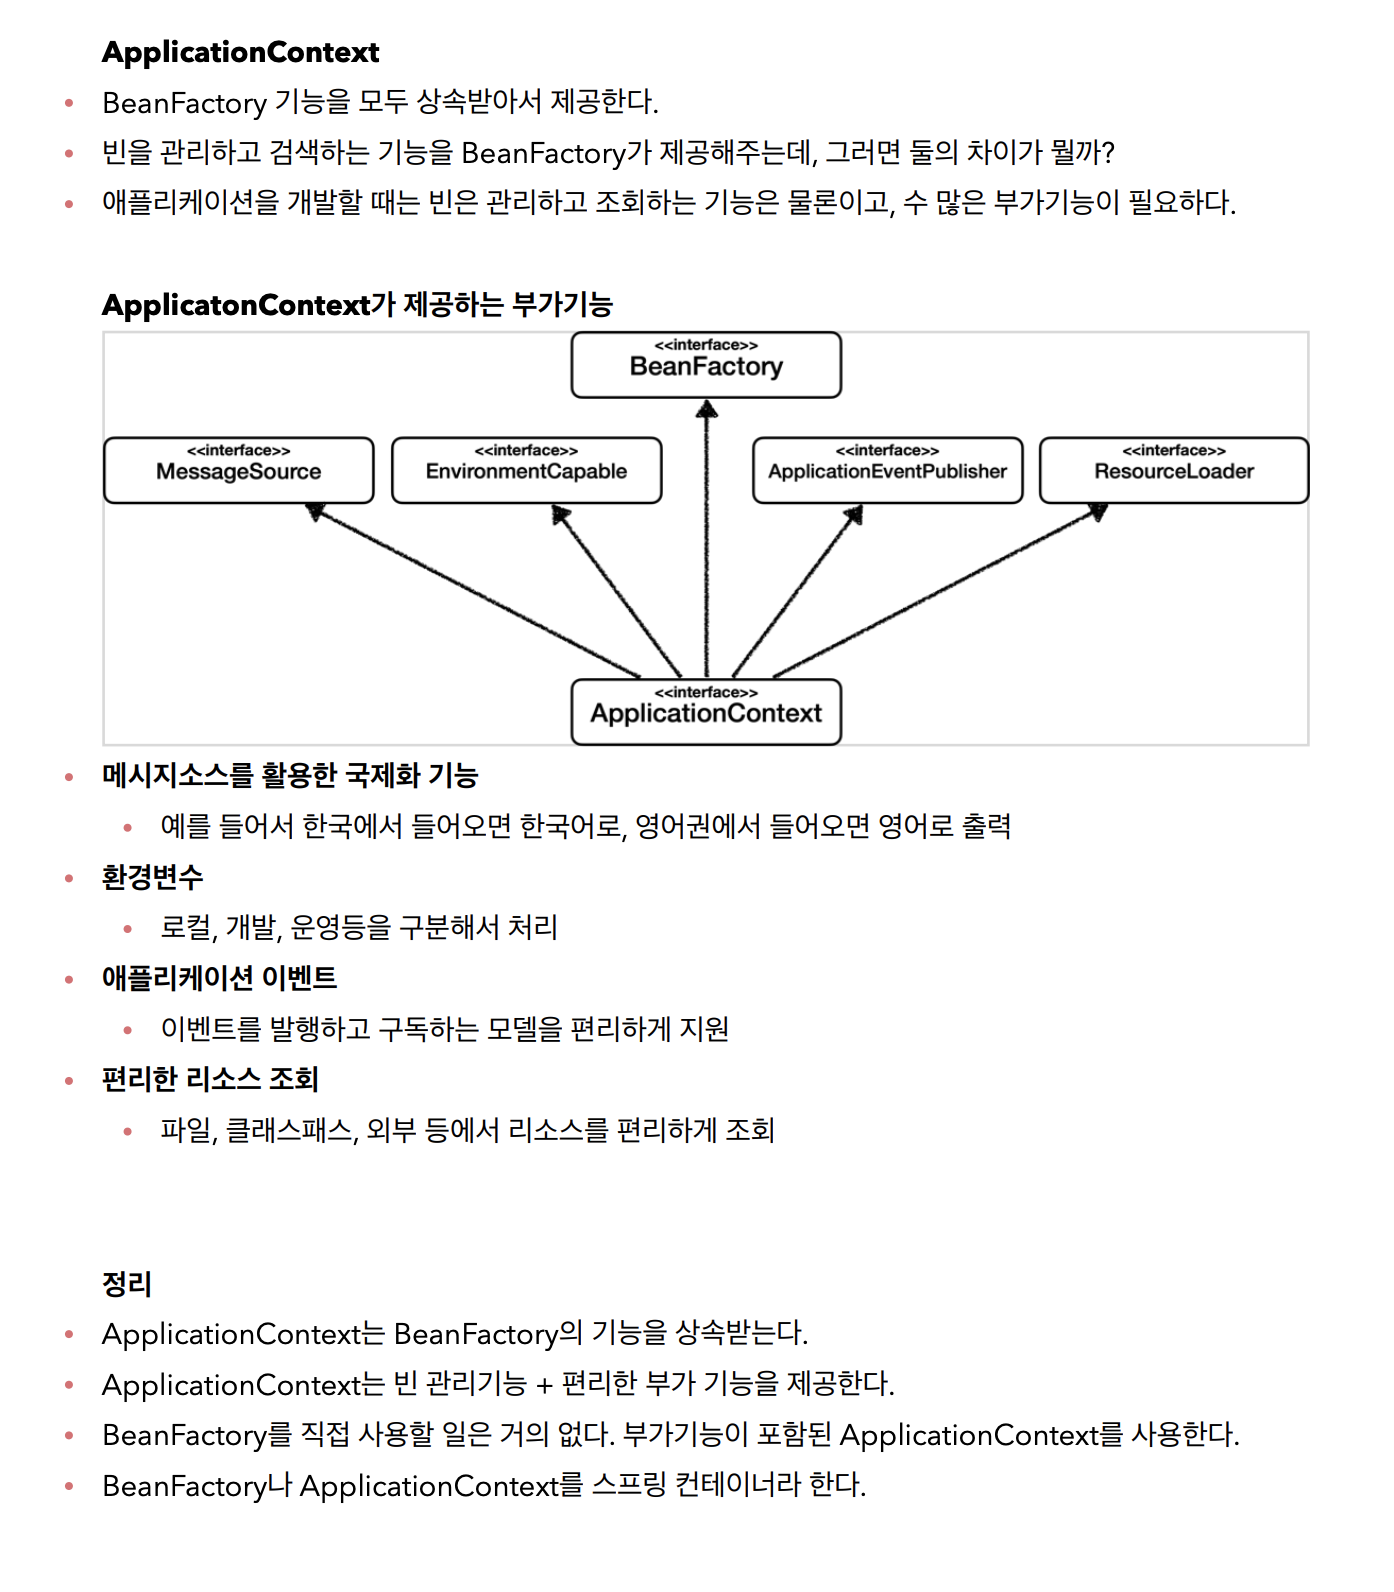 ApplicationContext
BeanFactory 기능을 모두 상속받아서 제공한다.
빈을 관리하고 검색하는 기능을 BeanFactory가 제공해주는데, 그러면 둘의 차이가 뭘까?
애플리케이션을 개발할 때는 빈은 관리하고 조회하는 기능은 물론이고, 수 많은 부가기능이 필요하다.
ApplicatonContext가 제공하는 부가기능
<<interface>>
BeanFactory
<<interface>>
MessageSource
<<interface>>
EnvironmentCapable
<<interface>>
ApplicationEventPublisher
<<interface>>
ResourceLoader
<<interface>>
ApplicationContext
메시지소스를 활용한 국제화 기능
예를 들어서 한국에서 들어오면 한국어로, 영어권에서 들어오면 영어로 출력
환경변수
로컬, 개발, 운영등을 구분해서 처리
애플리케이션 이벤트
이벤트를 발행하고 구독하는 모델을 편리하게 지원
편리한 리소스 조회
파일, 클래스패스, 외부 등에서 리소스를 편리하게 조회
정리
ApplicationContext는 BeanFactory의 기능을 상속받는다.
ApplicationContext는 빈 관리기능 + 편리한 부가 기능을 제공한다.
BeanFactory를 직접 사용할 일은 거의 없다. 부가기능이 포함된 ApplicationContext를 사용한다.
BeanFactory나 ApplicationContext를 스프링 컨테이너라 한다.